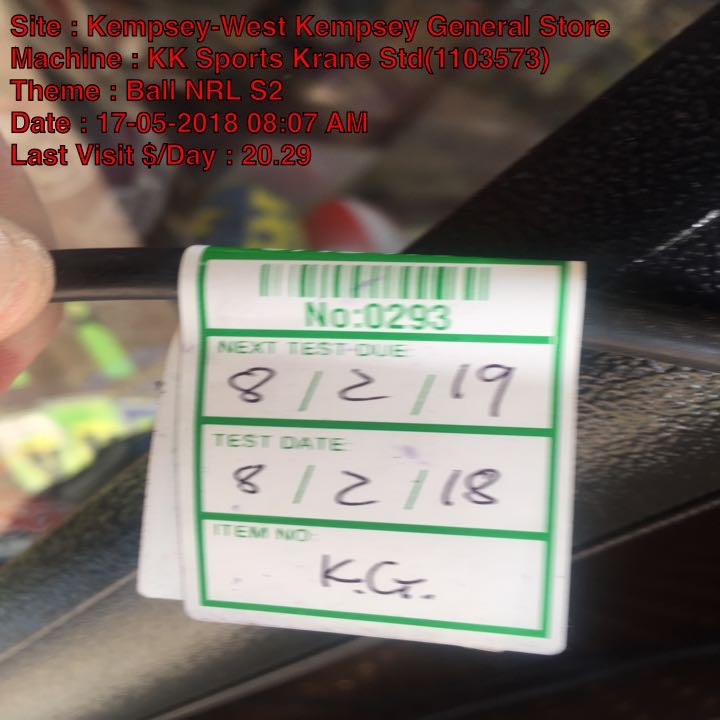 Site : Kempsey-West Kempsey General Store
Machine : KK Sports Krane Std(1103573)
Theme : Ball NRL S2
Date : 17-05-2018 08:07 AM
Last Visit $/Day : 20.29
No:0293
NEXT TEST DUE:
8 / 2 / 19
TEST DATE:
8 / 2 / 18
ITEM NO:
K.G.